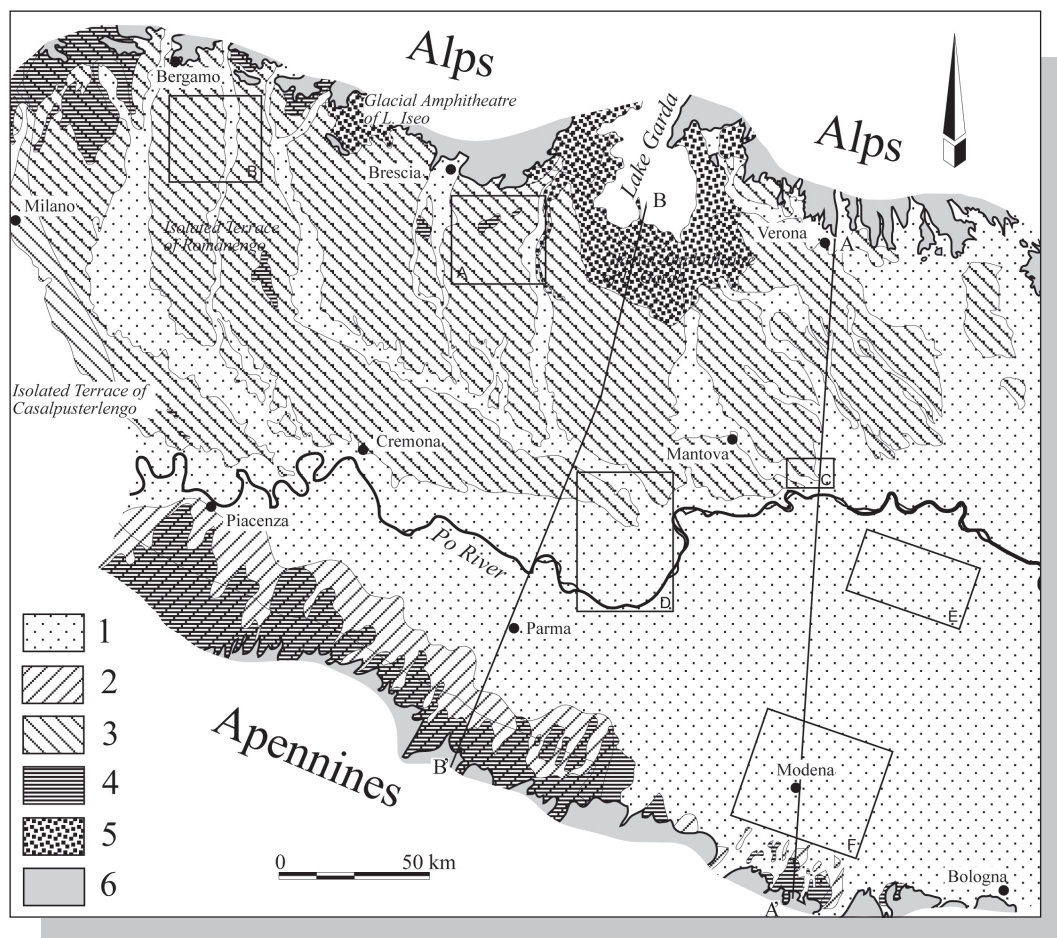 Alps
Bergamo
Glacial Amphitheatre
of L. Iseo
Alps
Lake Garda
B
Brescia
B
Milano
Verona
A
Isolated Terrace
of Romanengo
A
Isolated Terrace of
Casalpusterlengo
Cremona
Mantova
C
Piacenza
Po River
D
E
1
Parma
2
3
Apennines
B'
Modena
4
5
F
0 50 km
6
Bologna
A'